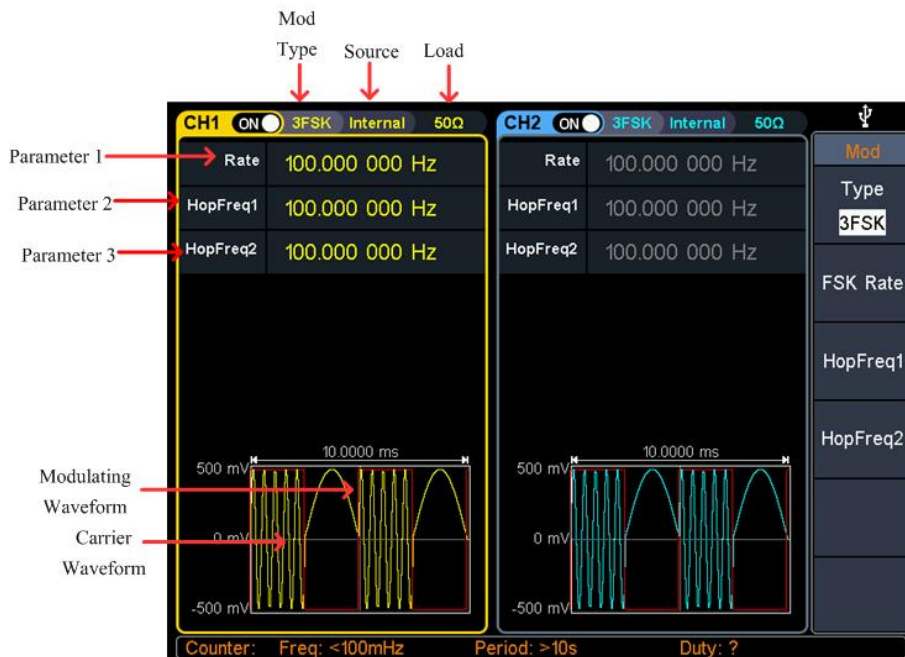 Mod
Type Source Load
CH1 ON 3FSK Internal 50Ω
CH2 ON 3FSK Internal 50Ω
Mod
Parameter 1
Rate 100.000 000 Hz
Rate 100.000 000 Hz
Type
3FSK
Parameter 2
HopFreq1 100.000 000 Hz
HopFreq1 100.000 000 Hz
Parameter 3
HopFreq2 100.000 000 Hz
HopFreq2 100.000 000 Hz
FSK Rate
HopFreq1
HopFreq2
10.0000 ms
10.0000 ms
500 mV
500 mV
Modulating
Waveform
Carrier
Waveform
0 mV
0 mV
-500 mV
-500 mV
Counter: Freq: <100mHz Period: >10s Duty: ?